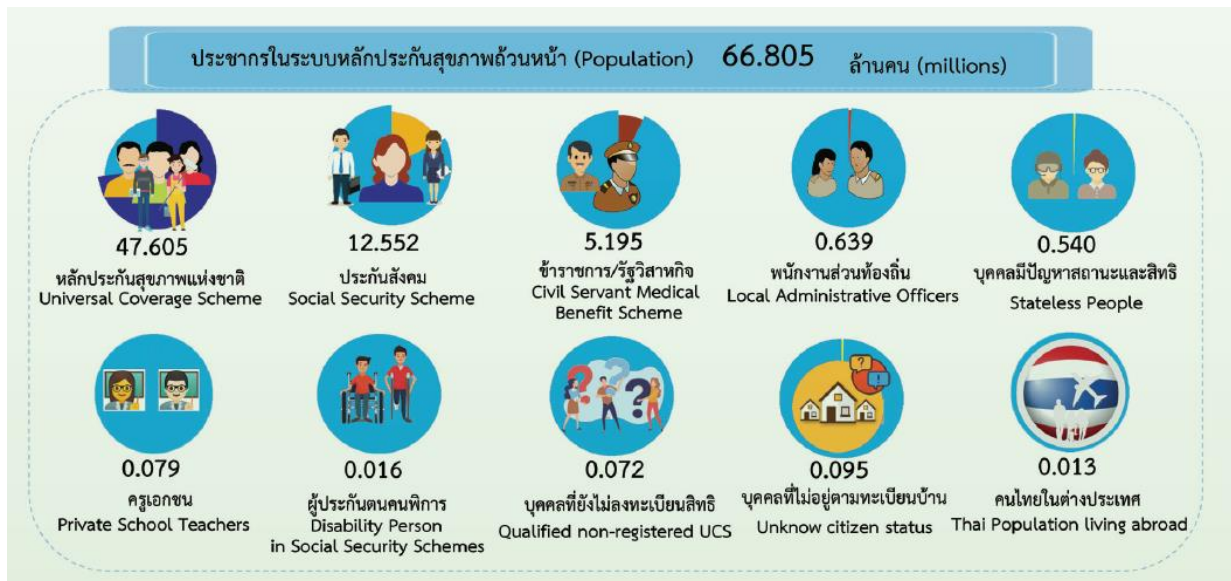 ประชากรในระบบหลักประกันสุขภาพถ้วนหน้า (Population) 66.805 ล้านคน (millions)
47.605
หลักประกันสุขภาพแห่งชาติ
Universal Coverage Scheme
12.552
ประกันสังคม
Social Security Scheme
5.195
ข้าราชการ/รัฐวิสาหกิจ
Civil Servant Medical
Benefit Scheme
0.639
พนักงานส่วนท้องถิ่น
Local Administrative Officers
0.540
บุคคลมีปัญหาสถานะและสิทธิ
Stateless People
0.079
ครูเอกชน
Private School Teachers
0.016
ผู้ประกันตนคนพิการ
Disability Person
in Social Security Schemes
0.072
บุคคลที่ยังไม่ลงทะเบียนสิทธิ
Qualified non-registered UCS
0.095
บุคคลที่ไม่อยู่ตามทะเบียนบ้าน
Unknow citizen status
0.013
คนไทยในต่างประเทศ
Thai Population living abroad